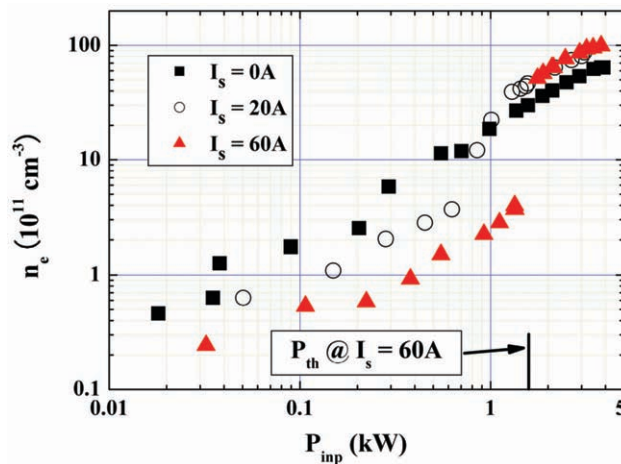 100
10
1
0.1
n_e (10^11 cm^-3)
I_s = 0A
I_s = 20A
I_s = 60A
P_th @ I_s = 60A
0.01 0.1 1 10
P_inp (kW)